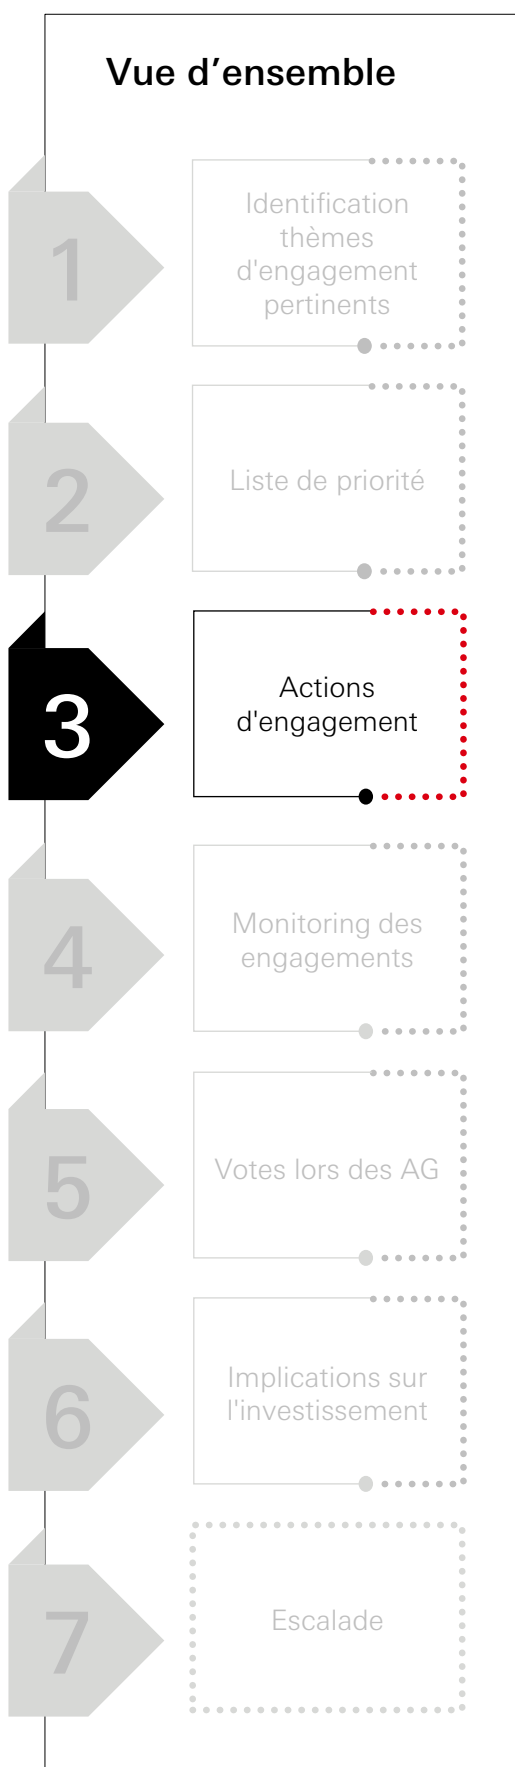 Vue d’ensemble
1
Identification
thèmes
d'engagement
pertinents
2
Liste de priorité
3
Actions
d'engagement
4
Monitoring des
engagements
5
Votes lors des AG
6
Implications sur
l'investissement
7
Escalade